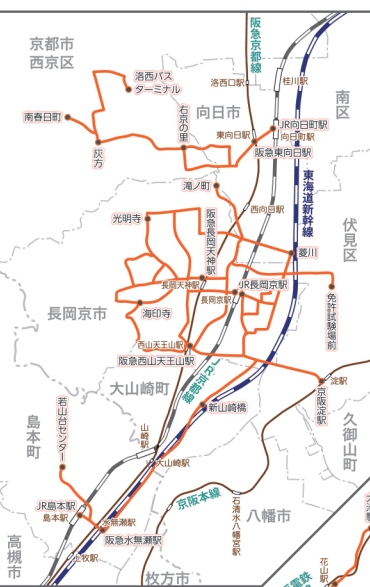 京都市
西京区
阪急京都線
洛西バス
ターミナル
洛西口駅
桂川駅
南区
南春日町
右京の里
向日市
JR向日町駅
向日町駅
東向日駅
阪急東向日駅
灰方
滝ノ町
東海道新幹線
西向日駅
光明寺
阪急長岡天神駅
伏見区
菱川
長岡天神駅
JR長岡京駅
長岡京駅
免許試験場前
長岡京市
海印寺
西山天王山駅
阪急西山天王山駅
JR京都線
大山崎町
淀駅
京阪淀駅
若山台センター
新山崎橋
島本町
山崎駅
久御山町
大山崎駅
京阪本線
石清水八幡宮駅
八幡市
JR島本駅
島本駅
水無瀬駅
阪急水無瀬駅
高槻市
上牧駅
枚方市
花山駅